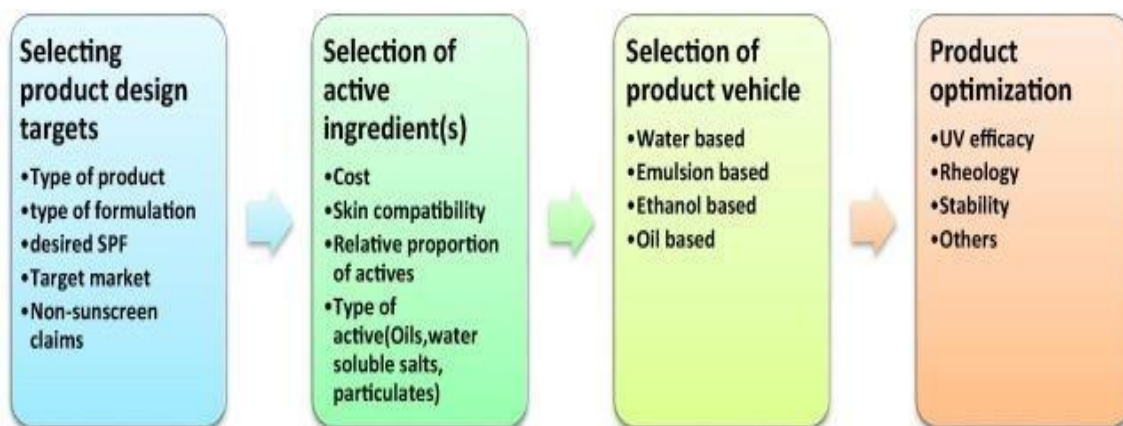 Selecting
product design
targets
•Type of product
•type of formulation
•desired SPF
•Target market
•Non-sunscreen
claims
Selection of
active
ingredient(s)
•Cost
•Skin compatibility
•Relative proportion
of actives
•Type of
active(Oils,water
soluble salts,
particulates)
Selection of
product vehicle
•Water based
•Emulsion based
•Ethanol based
•Oil based
Product
optimization
•UV efficacy
•Rheology
•Stability
•Others